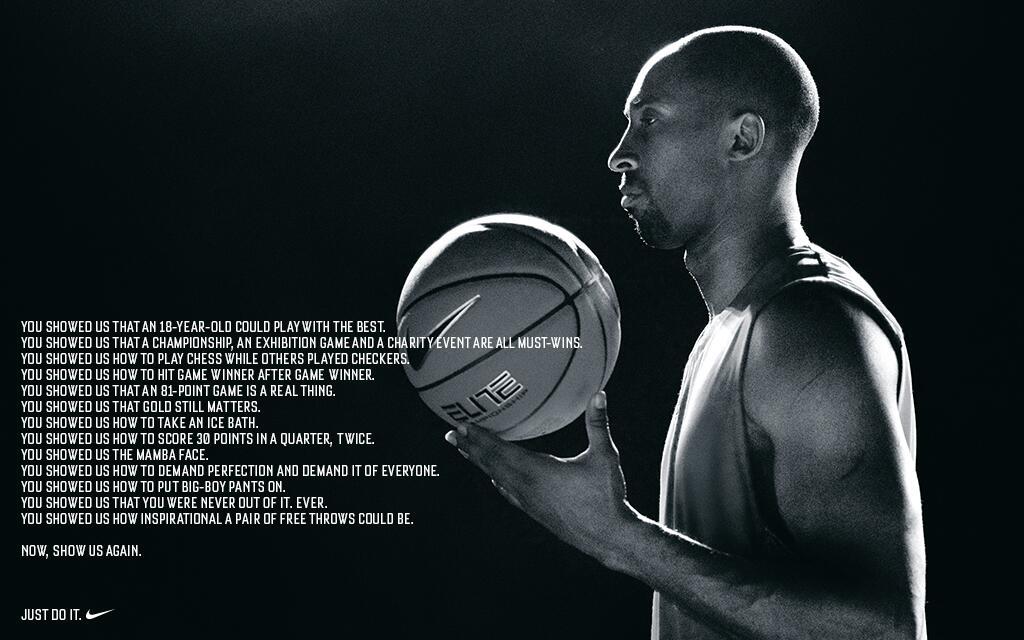 YOU SHOWED US THAT AN 18-YEAR-OLD COULD PLAY WITH THE BEST.
YOU SHOWED US THAT A CHAMPIONSHIP, AN EXHIBITION GAME AND A CHARITY EVENT ARE ALL MUST-WINS.
YOU SHOWED US HOW TO PLAY CHESS WHILE OTHERS PLAYED CHECKERS.
YOU SHOWED US HOW TO HIT GAME WINNER AFTER GAME WINNER.
YOU SHOWED US THAT AN 81-POINT GAME IS A REAL THING.
YOU SHOWED US THAT GOLD STILL MATTERS.
YOU SHOWED US HOW TO TAKE AN ICE BATH.
YOU SHOWED US HOW TO SCORE 30 POINTS IN A QUARTER, TWICE.
YOU SHOWED US THE MAMBA FACE.
YOU SHOWED US HOW TO DEMAND PERFECTION AND DEMAND IT OF EVERYONE.
YOU SHOWED US HOW TO PUT BIG-BOY PANTS ON.
YOU SHOWED US THAT YOU WERE NEVER OUT OF IT. EVER.
YOU SHOWED US HOW INSPIRATIONAL A PAIR OF FREE THROWS COULD BE.
NOW, SHOW US AGAIN.
JUST DO IT.
ELITE
CHAMPIONSHIP